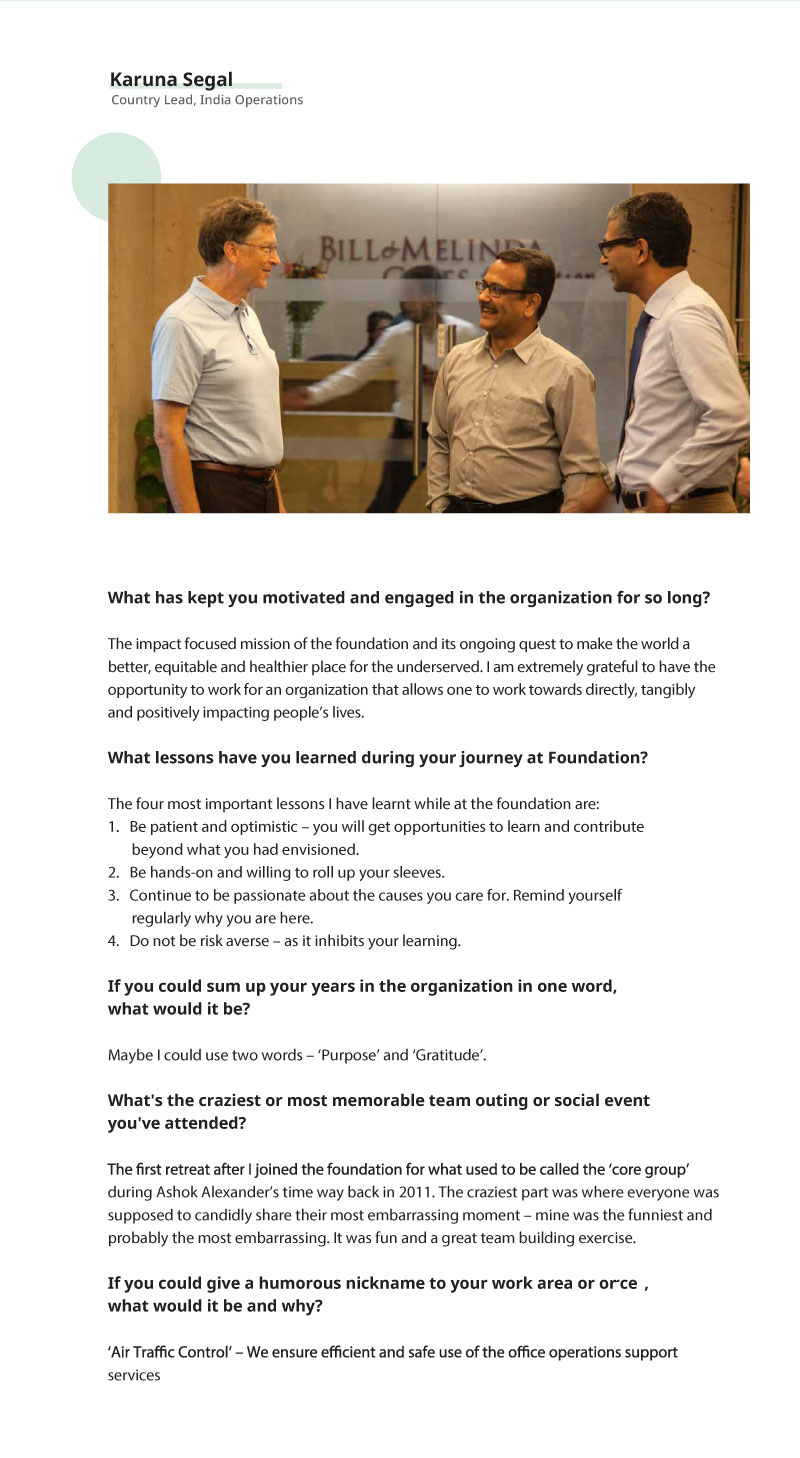 Karuna Segal
Country Lead, India Operations
BILL & MELINDA
What has kept you motivated and engaged in the organization for so long?
The impact focused mission of the foundation and its ongoing quest to make the world a
better, equitable and healthier place for the underserved. I am extremely grateful to have the
opportunity to work for an organization that allows one to work towards directly, tangibly
and positively impacting people’s lives.
What lessons have you learned during your journey at Foundation?
The four most important lessons I have learnt while at the foundation are:
1. Be patient and optimistic – you will get opportunities to learn and contribute
beyond what you had envisioned.
2. Be hands-on and willing to roll up your sleeves.
3. Continue to be passionate about the causes you care for. Remind yourself
regularly why you are here.
4. Do not be risk averse – as it inhibits your learning.
If you could sum up your years in the organization in one word,
what would it be?
Maybe I could use two words – ‘Purpose’ and ‘Gratitude’.
What's the craziest or most memorable team outing or social event
you've attended?
The first retreat after I joined the foundation for what used to be called the ‘core group’
during Ashok Alexander’s time way back in 2011. The craziest part was where everyone was
supposed to candidly share their most embarrassing moment – mine was the funniest and
probably the most embarrassing. It was fun and a great team building exercise.
If you could give a humorous nickname to your work area or ,
what would it be and why?
‘Air Traffic Control’ – We ensure efficient and safe use of the office operations support
services